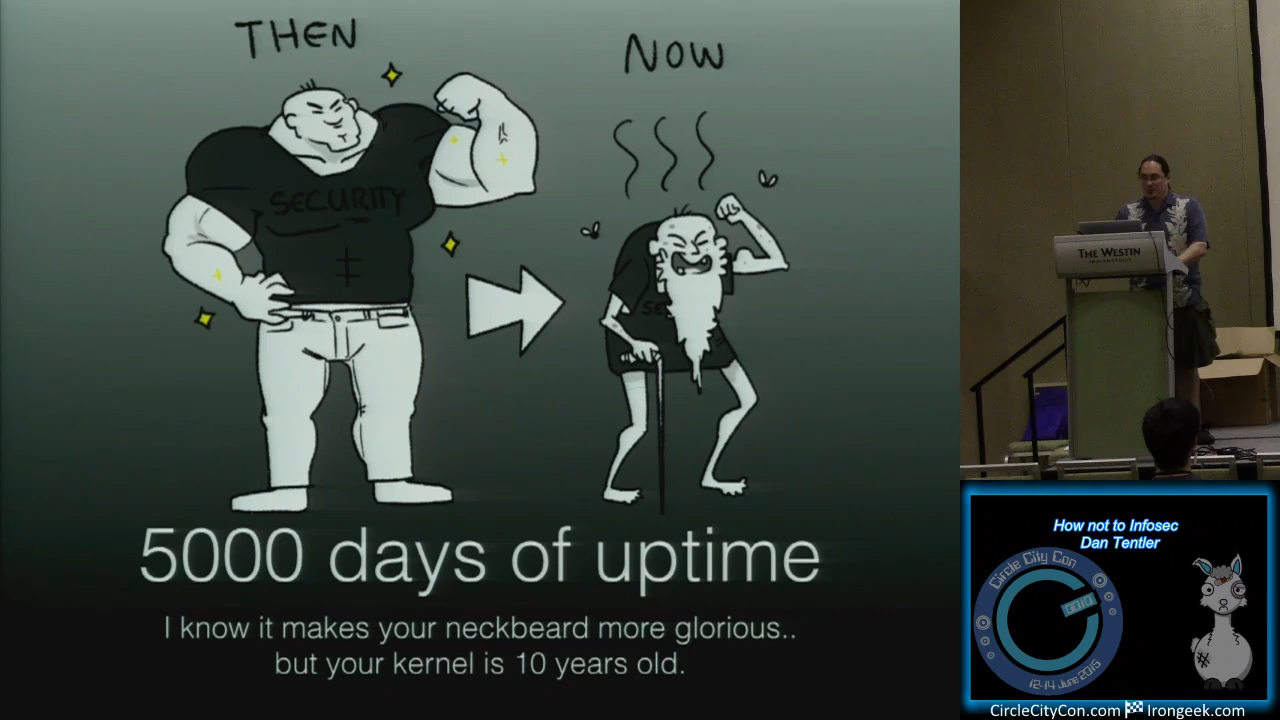 THEN
NOW
SECURITY
SE
5000 days of uptime
I know it makes your neckbeard more glorious..
but your kernel is 10 years old.
THE WESTIN
INDIANAPOLIS
How not to Infosec
Dan Tentler
Circle City Con
12-14 June 2015
CircleCityCon.com Irongeek.com